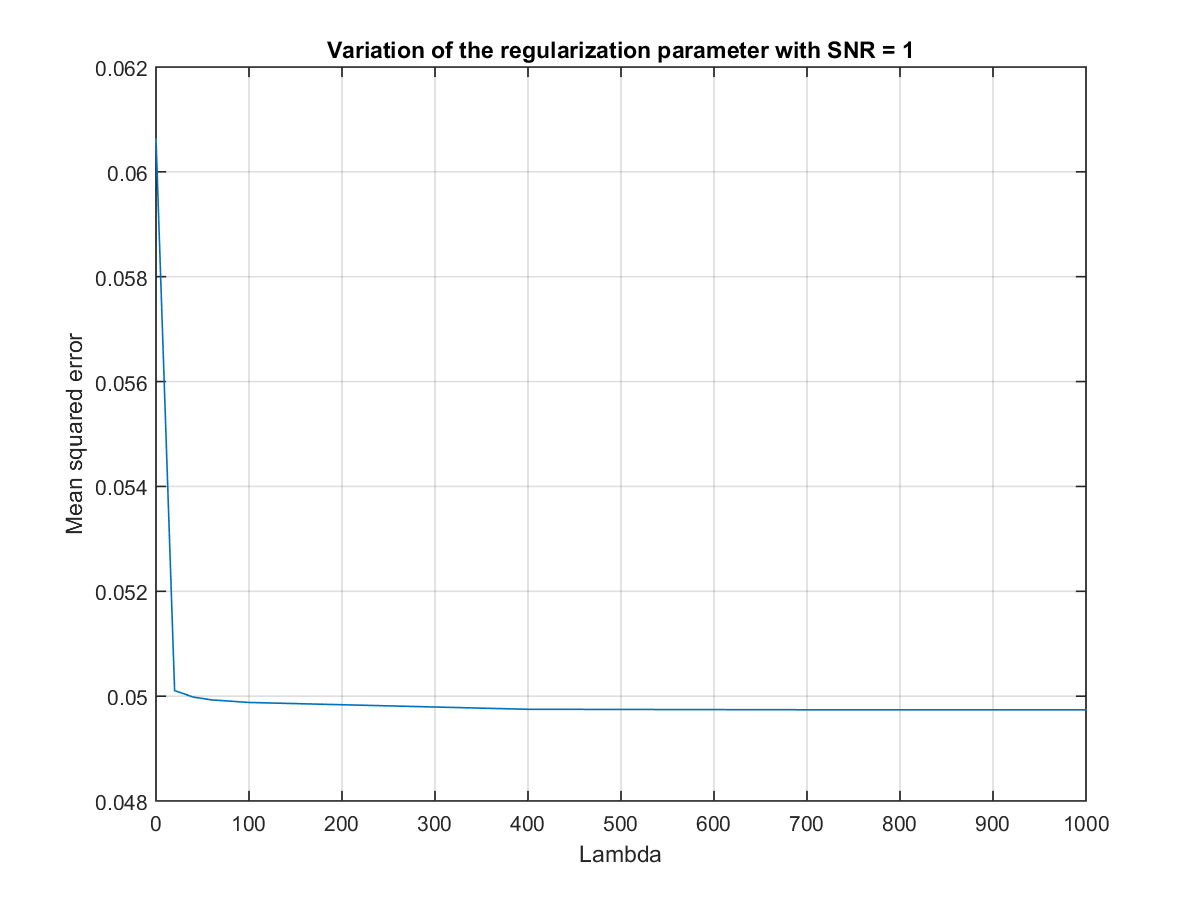 Variation of the regularization parameter with SNR = 1
0.062
0.06
0.058
0.056
0.054
0.052
0.05
0.048
Mean squared error
0 100 200 300 400 500 600 700 800 900 1000
Lambda